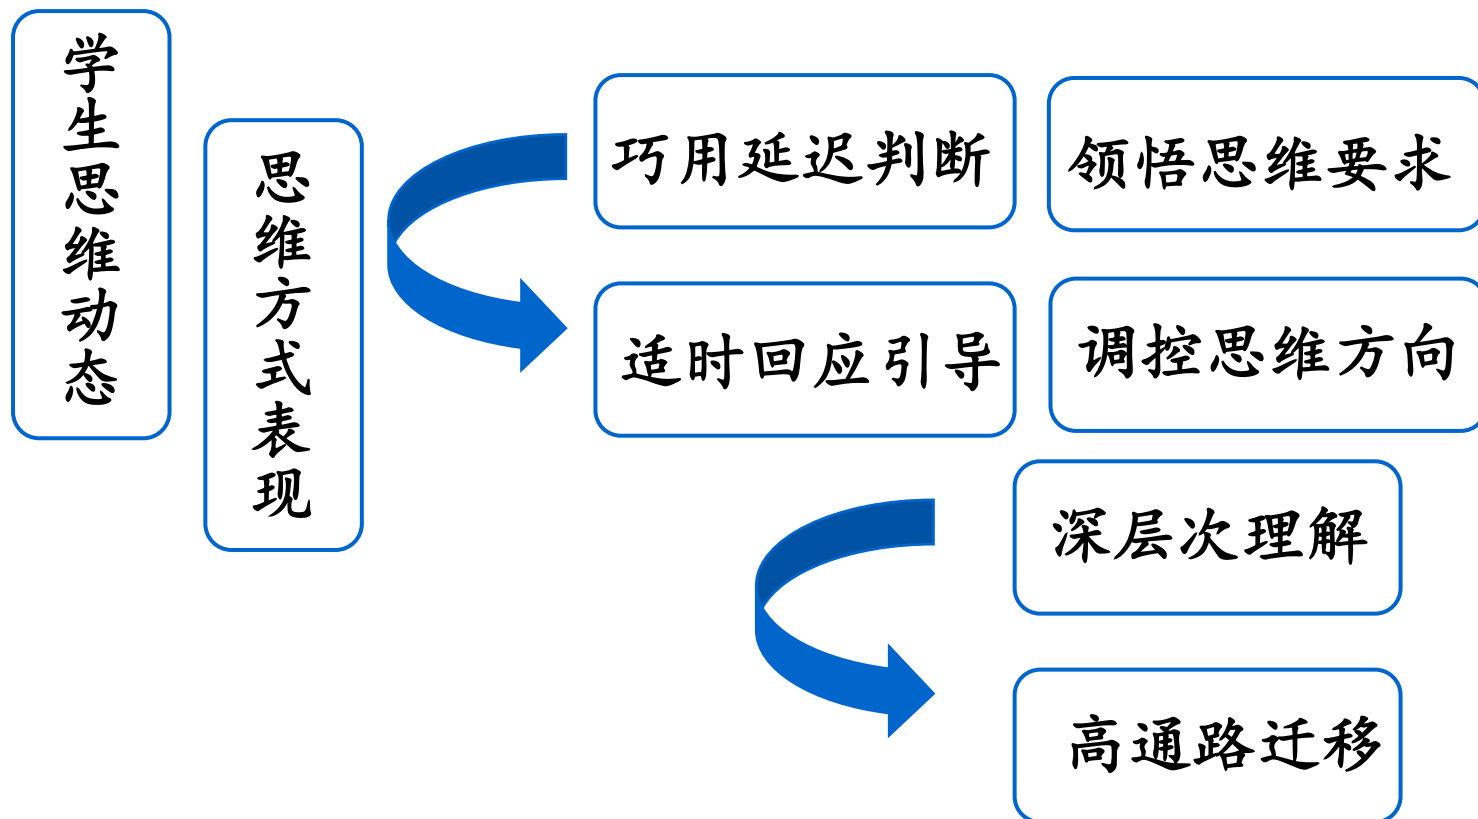 学生思维动态
思维方式表现
巧用延迟判断
领悟思维要求
适时回应引导
调控思维方向
深层次理解
高通路迁移